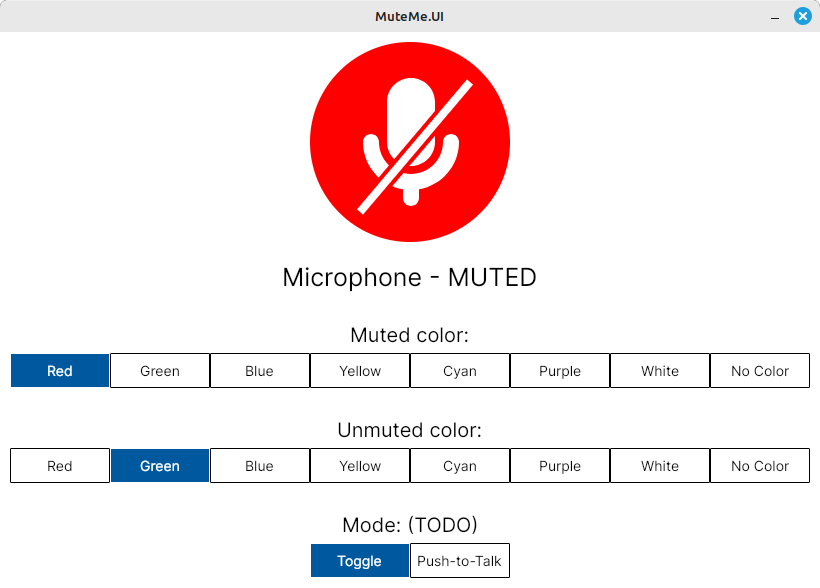 MuteMe.UI
Microphone - MUTED
Muted color:
Red Green Blue Yellow Cyan Purple White No Color
Unmuted color:
Red Green Blue Yellow Cyan Purple White No Color
Mode: (TODO)
Toggle Push-to-Talk